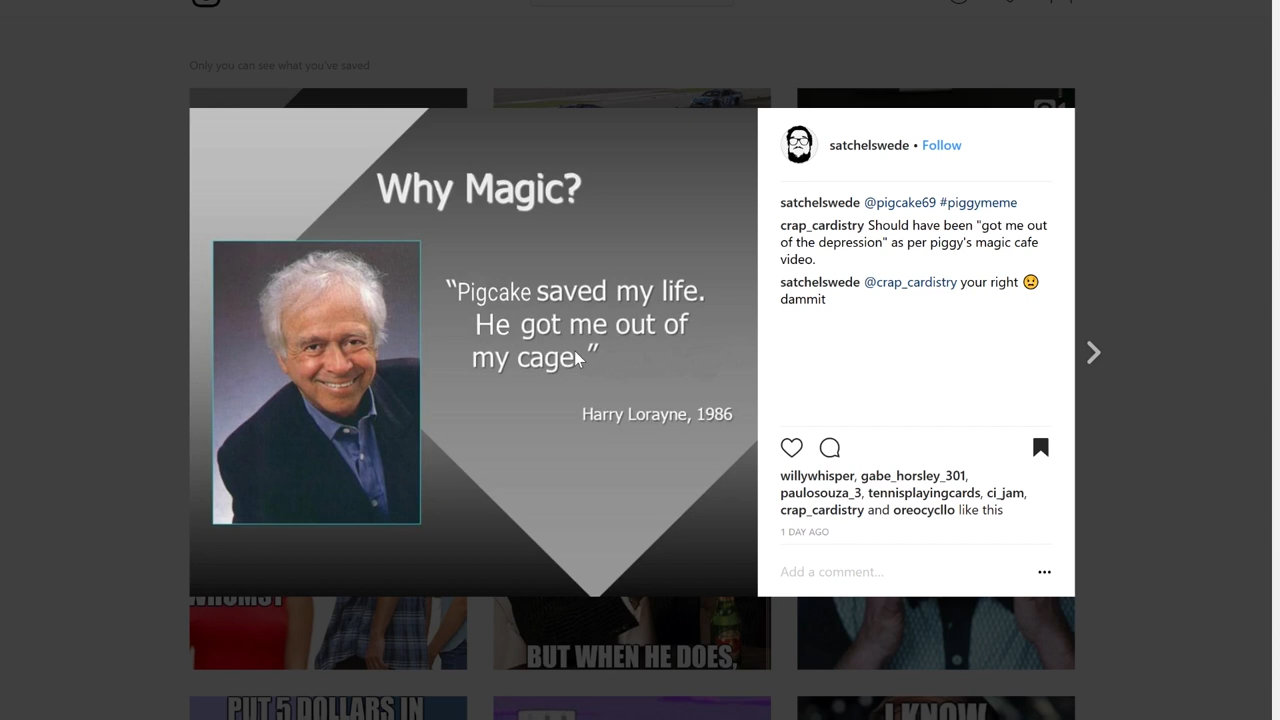 Only you can see what you've saved
Why Magic?
“Pigcake saved my life.
He got me out of
my cage.”
Harry Lorayne, 1986
satchelswede • Follow
satchelswede @pigcake69 #piggymeme
crap_cardistry Should have been "got me out
of the depression" as per piggy's magic cafe
video.
satchelswede @crap_cardistry your right 😟
dammit
willywhisper, gabe_horsley_301,
paulosouza_3, tennisplayingcards, ci_jam,
crap_cardistry and oreocycllo like this
1 DAY AGO
Add a comment...
BUT WHEN HE DOES,
PUT 5 DOLLARS IN
I KNOW